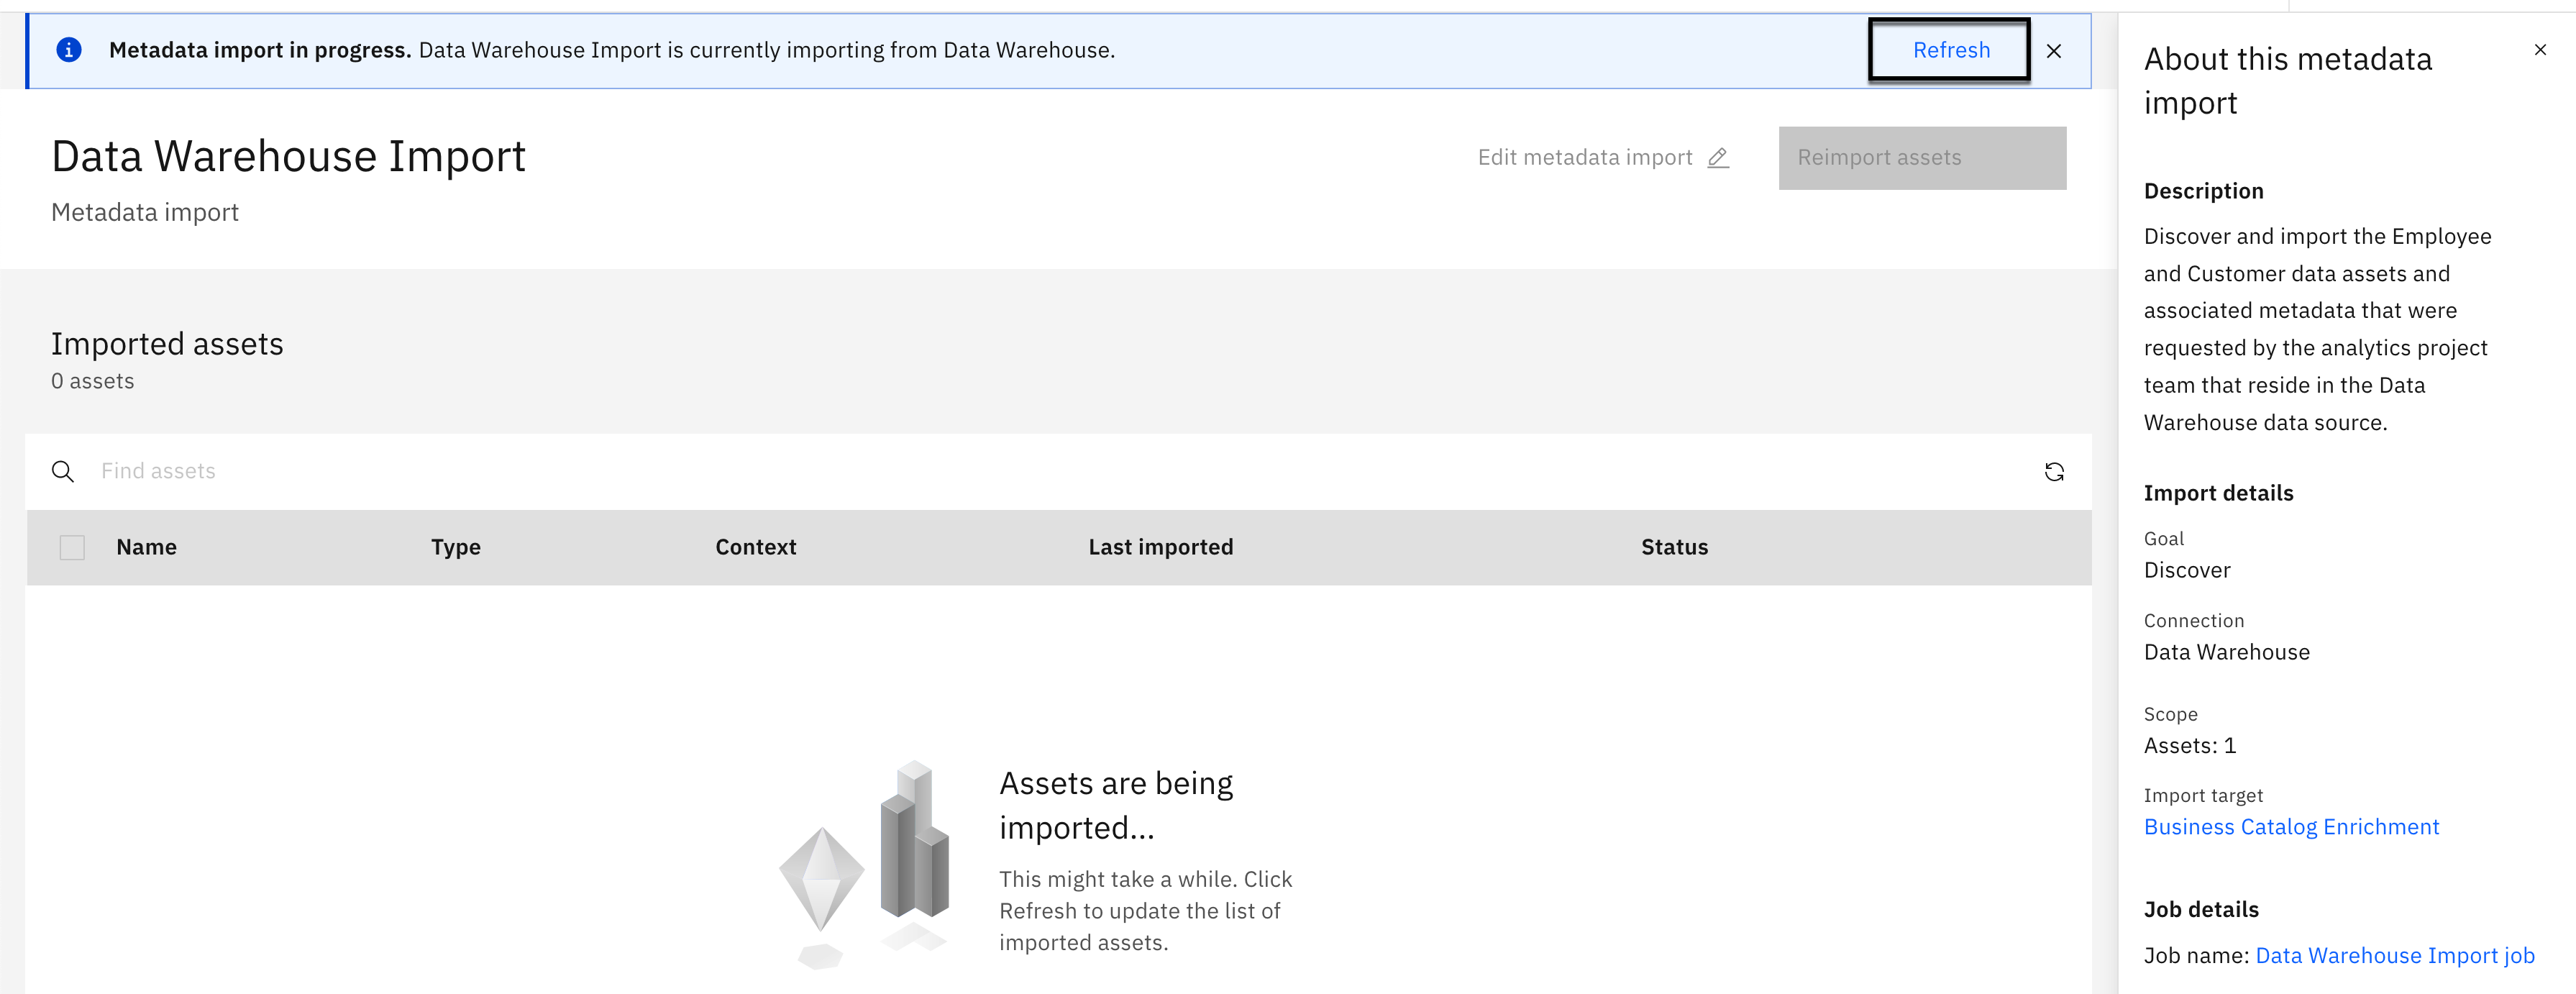 Metadata import in progress. Data Warehouse Import is currently importing from Data Warehouse.
Refresh
Data Warehouse Import
Metadata import
Edit metadata import
Reimport assets
Imported assets
0 assets
Find assets
Name Type Context Last imported Status
Assets are being
imported...
This might take a while. Click
Refresh to update the list of
imported assets.
About this metadata
import
Description
Discover and import the Employee
and Customer data assets and
associated metadata that were
requested by the analytics project
team that reside in the Data
Warehouse data source.
Import details
Goal
Discover
Connection
Data Warehouse
Scope
Assets: 1
Import target
Business Catalog Enrichment
Job details
Job name: Data Warehouse Import job